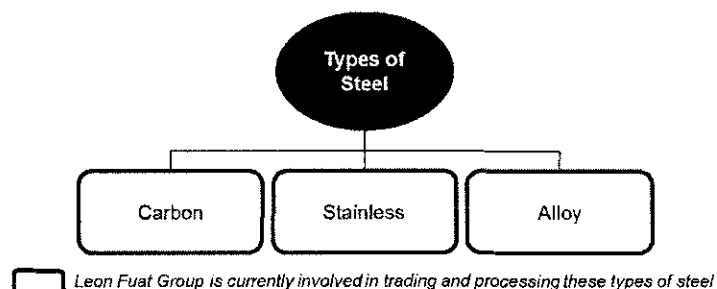 Types of
Steel
Carbon
Stainless
Alloy
Leon Fuat Group is currently involved in trading and processing these types of steel